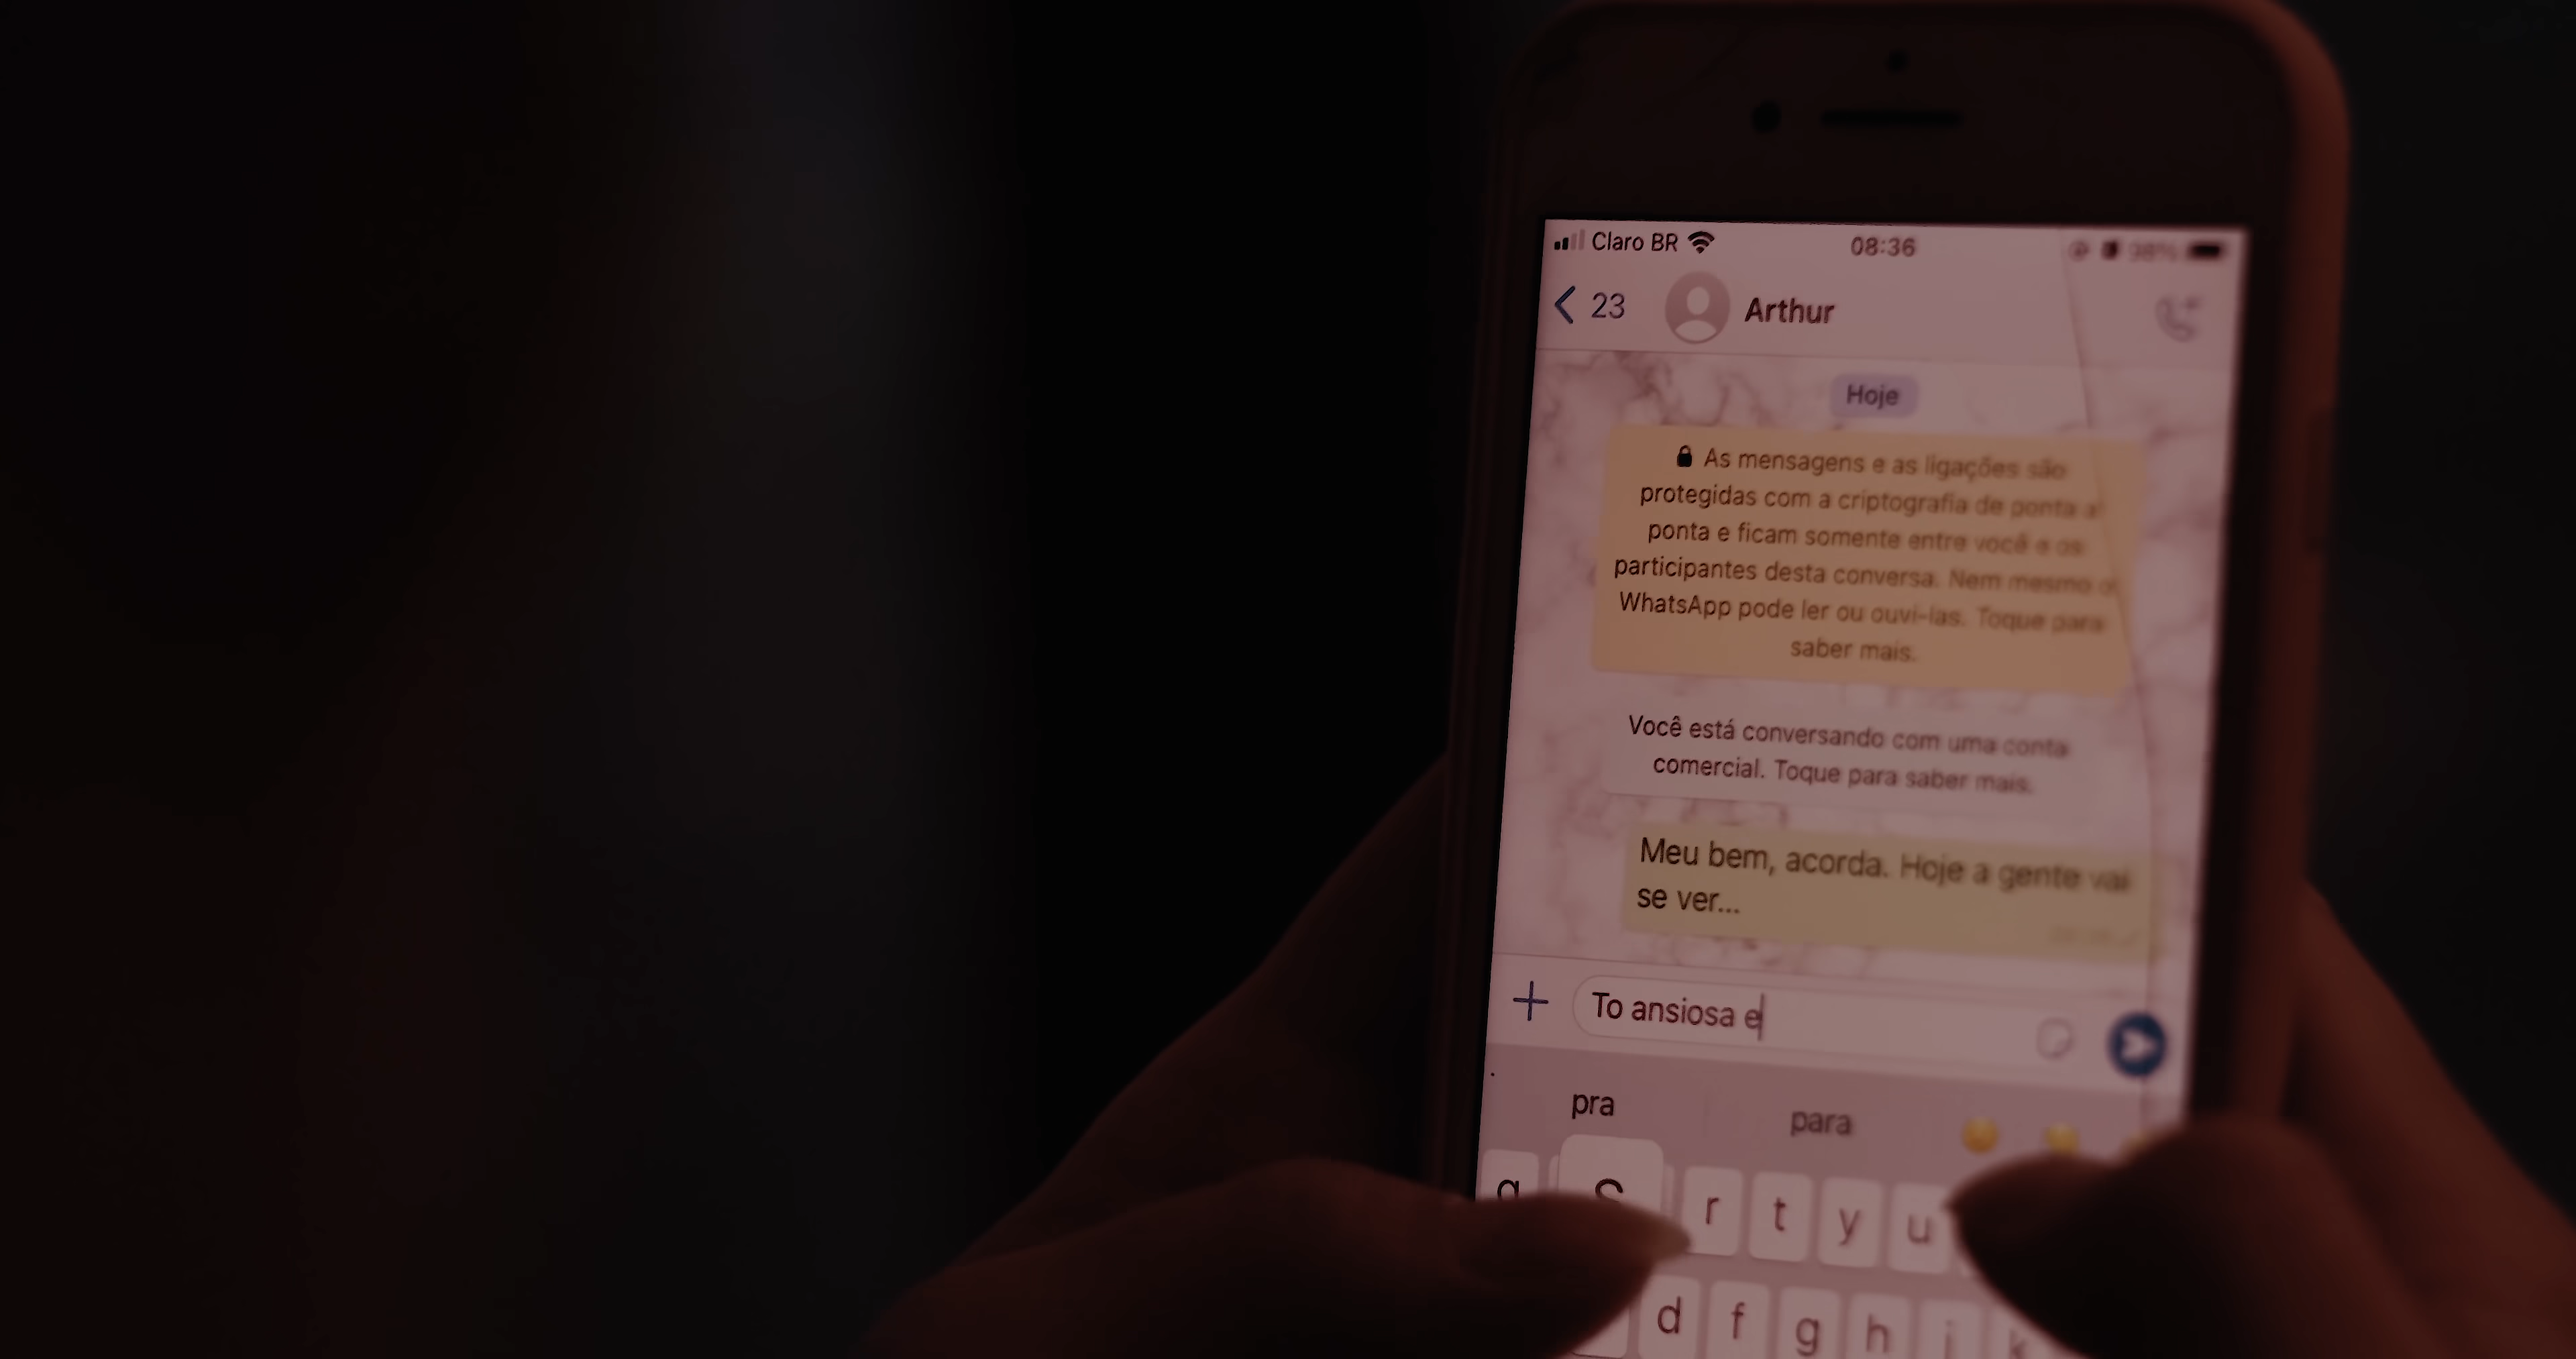 Claro BR 08:36 98%
23 Arthur
Hoje
As mensagens e as ligações são
protegidas com a criptografia de ponta a
ponta e ficam somente entre você e os
participantes desta conversa. Nem mesmo o
WhatsApp pode ler ou ouvi-las. Toque para
saber mais.
Você está conversando com uma conta
comercial. Toque para saber mais.
Meu bem, acorda. Hoje a gente vai
se ver...
To ansiosa e
pra para
q r t y u
d f g h j k